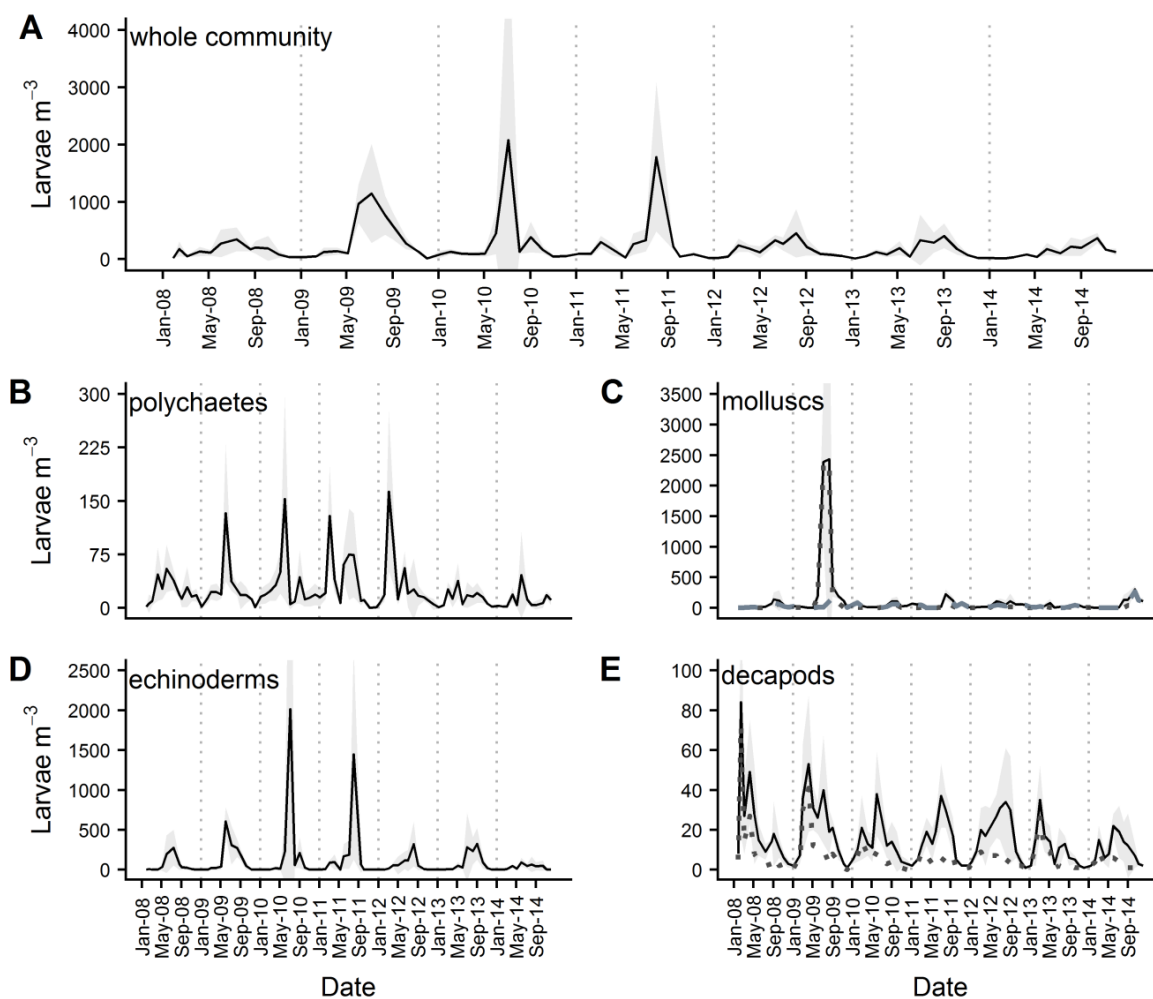 A
whole community
Larvae m⁻³
4000
3000
2000
1000
0
Jan-08
May-08
Sep-08
Jan-09
May-09
Sep-09
Jan-10
May-10
Sep-10
Jan-11
May-11
Sep-11
Jan-12
May-12
Sep-12
Jan-13
May-13
Sep-13
Jan-14
May-14
Sep-14
B
polychaetes
Larvae m⁻³
300
225
150
75
0
C
molluscs
3500
3000
2500
2000
1500
1000
500
0
D
echinoderms
Larvae m⁻³
2500
2000
1500
1000
500
0
Jan-08
May-08
Sep-08
Jan-09
May-09
Sep-09
Jan-10
May-10
Sep-10
Jan-11
May-11
Sep-11
Jan-12
May-12
Sep-12
Jan-13
May-13
Sep-13
Jan-14
May-14
Sep-14
Date
E
decapods
100
80
60
40
20
0
Jan-08
May-08
Sep-08
Jan-09
May-09
Sep-09
Jan-10
May-10
Sep-10
Jan-11
May-11
Sep-11
Jan-12
May-12
Sep-12
Jan-13
May-13
Sep-13
Jan-14
May-14
Sep-14
Date